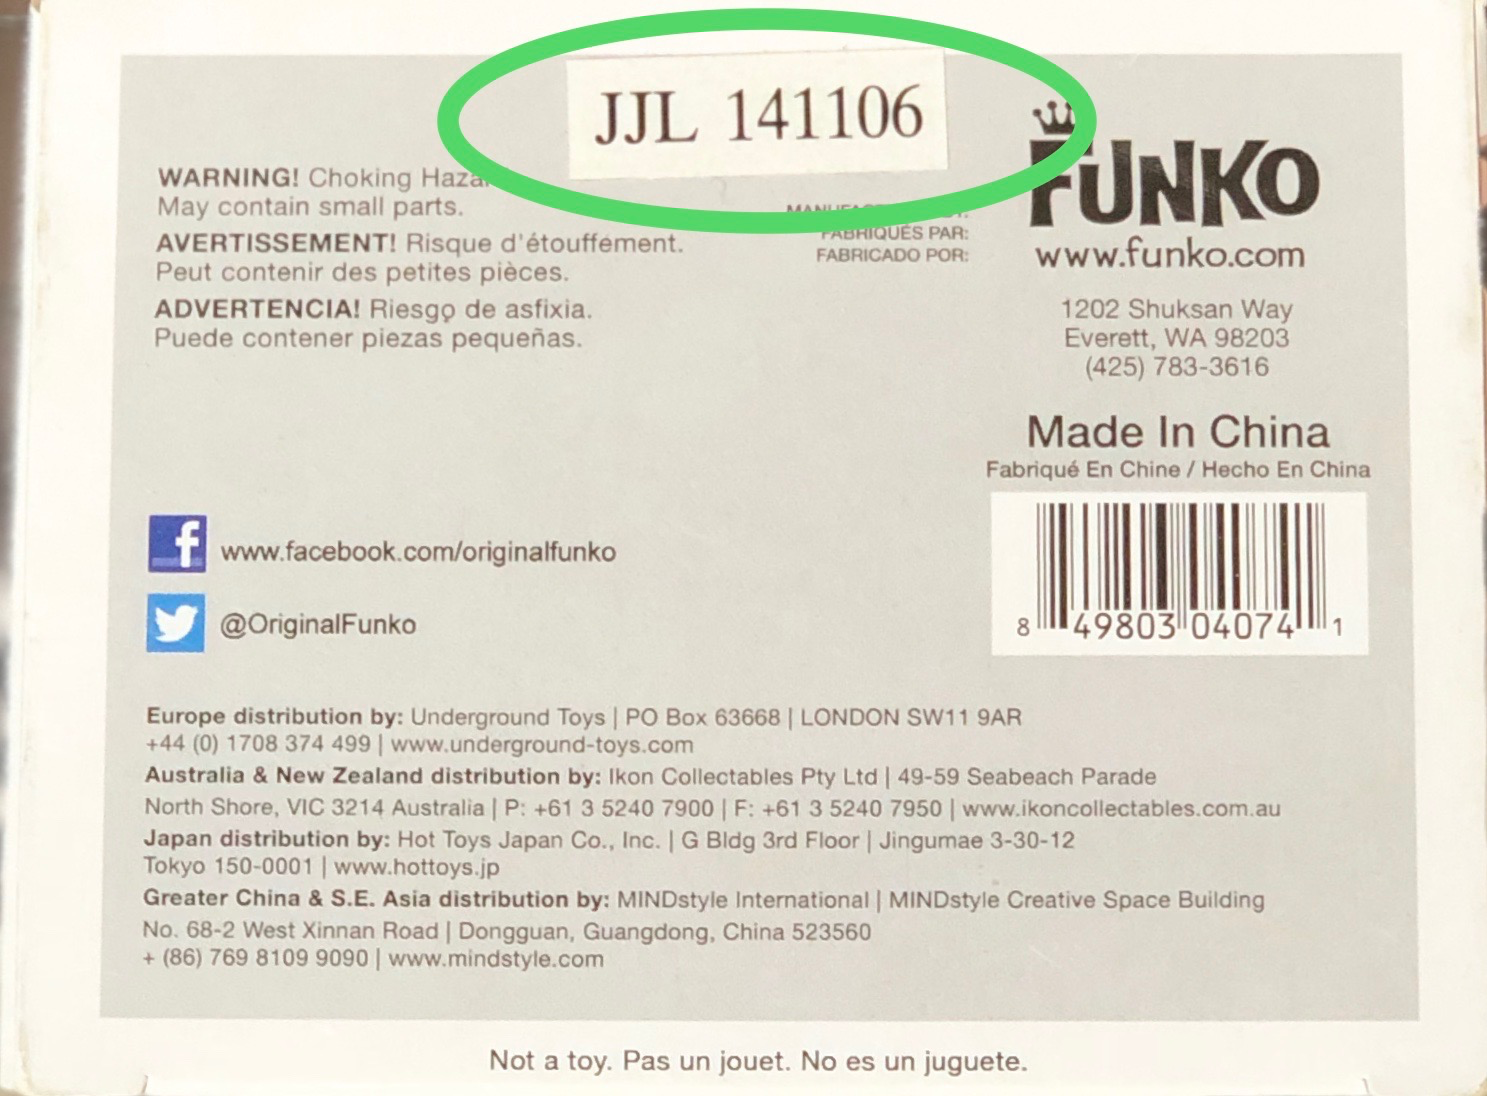 JJL 141106
WARNING! Choking
May contain small parts.
AVERTISSEMENT! Risque d'étouffement.
Peut contenir des petites pièces.
ADVERTENCIA! Riesgo de asfixia.
Puede contener piezas pequeñas.
FABRIQUÉS PAR:
FABRICADO POR:
FUNKO
www.funko.com
1202 Shuksan Way
Everett, WA 98203
(425) 783-3616
Made In China
Fabriqué En Chine / Hecho En China
8 49803 04074 1
f www.facebook.com/originalfunko
@OriginalFunko
Europe distribution by: Underground Toys | PO Box 63668 | LONDON SW11 9AR
+44 (0) 1708 374 499 | www.underground-toys.com
Australia & New Zealand distribution by: Ikon Collectables Pty Ltd | 49-59 Seabeach Parade
North Shore, VIC 3214 Australia | P: +61 3 5240 7900 | F: +61 3 5240 7950 | www.ikoncollectables.com.au
Japan distribution by: Hot Toys Japan Co., Inc. | G Bldg 3rd Floor | Jingumae 3-30-12
Tokyo 150-0001 | www.hottoys.jp
Greater China & S.E. Asia distribution by: MINDstyle International | MINDstyle Creative Space Building
No. 68-2 West Xinnan Road | Dongguan, Guangdong, China 523560
+ (86) 769 8109 9090 | www.mindstyle.com
Not a toy. Pas un jouet. No es un juguete.